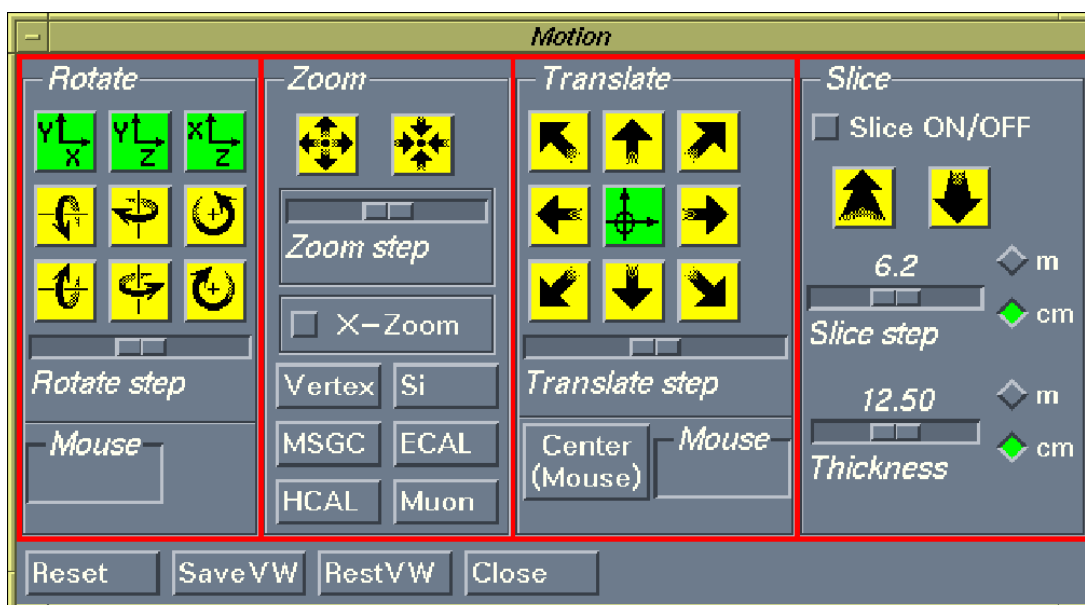 Motion
Rotate
Y X
Y Z
X Z
Rotate step
Mouse
Zoom
Zoom step
X-Zoom
Vertex Si
MSGC ECAL
HCAL Muon
Translate
Translate step
Center
(Mouse)
Mouse
Slice
Slice ON/OFF
6.2
m
cm
Slice step
12.50
m
cm
Thickness
Reset SaveVW RestVW Close